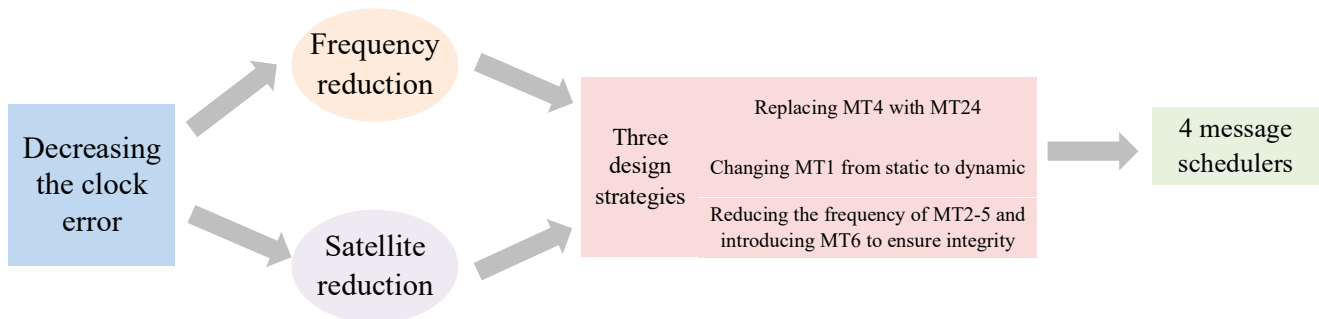 Decreasing
the clock
error
Frequency
reduction
Satellite
reduction
Three
design
strategies
Replacing MT4 with MT24
Changing MT1 from static to dynamic
Reducing the frequency of MT2-5 and
introducing MT6 to ensure integrity
4 message
schedulers